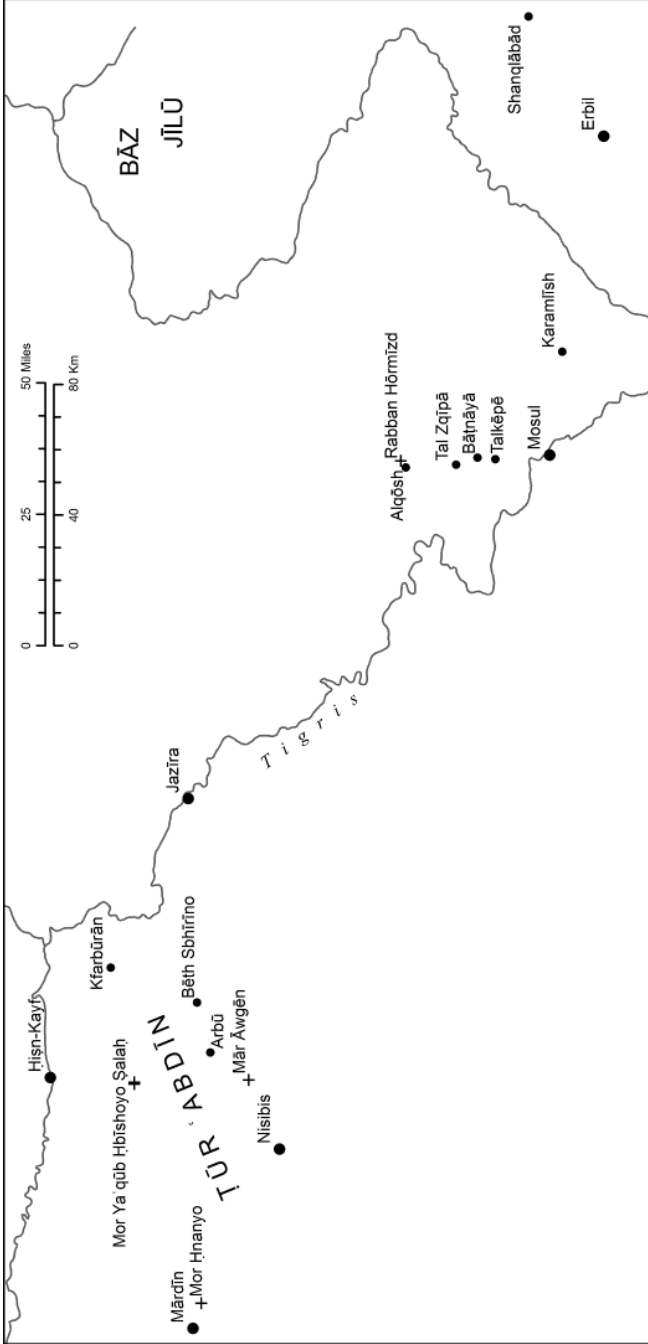 0 25 50 Miles
0 40 80 Km
Ḥiṣn-Kayf
Kfarbūrān
Mor Yaʿqūb Ḥbīshoyo Ṣalaḥ
BĀZ
JĪLŪ
Jazīra
Mārdīn
Mor Ḥnanyo
Bēth Sbhīrīno
ṬŪR ʿABDĪN
Arbū
Mār Āwgēn
Nisibis
Tigris
Alqōsh
Rabban Hōrmīzd
Tal Zqīpā
Bāṭnāyā
Talkēpē
Mosul
Karamlīsh
Shanqlābād
Erbil